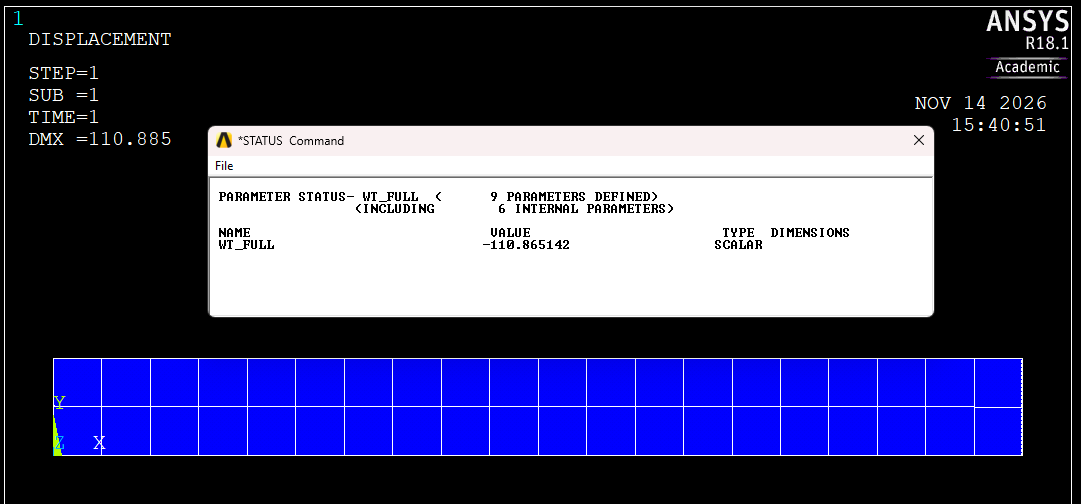 1
DISPLACEMENT
STEP=1
SUB =1
TIME=1
DMX =110.885
ANSYS
R18.1
Academic
NOV 14 2026
15:40:51
*STATUS Command
File
PARAMETER STATUS- WT_FULL ( 9 PARAMETERS DEFINED)
(INCLUDING 6 INTERNAL PARAMETERS)
NAME VALUE TYPE DIMENSIONS
WT_FULL -110.865142 SCALAR
Y
Z X